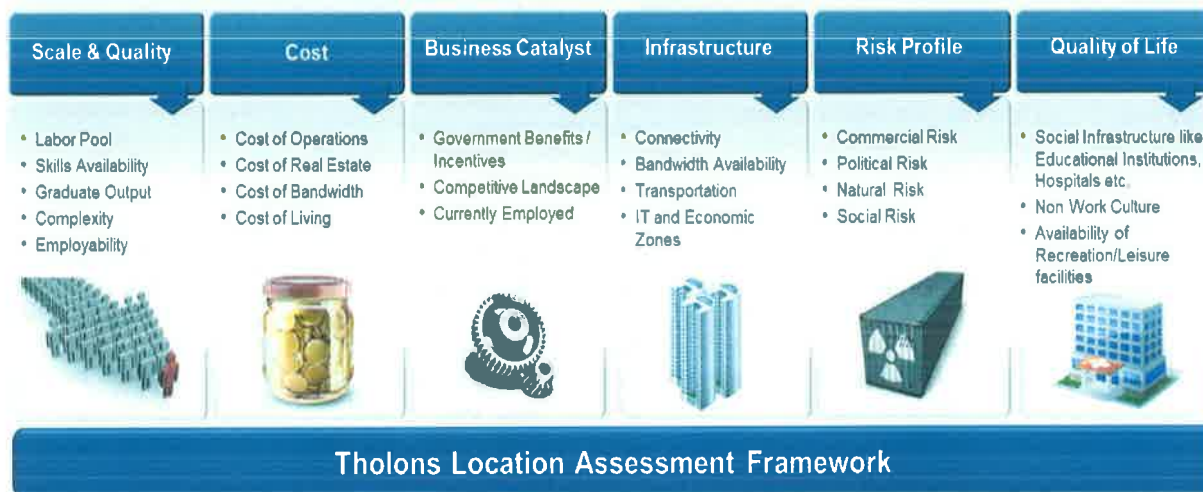 Scale & Quality
• Labor Pool
• Skills Availability
• Graduate Output
• Complexity
• Employability
Cost
• Cost of Operations
• Cost of Real Estate
• Cost of Bandwidth
• Cost of Living
Business Catalyst
• Government Benefits /
Incentives
• Competitive Landscape
• Currently Employed
Infrastructure
• Connectivity
• Bandwidth Availability
• Transportation
• IT and Economic
Zones
Risk Profile
• Commercial Risk
• Political Risk
• Natural Risk
• Social Risk
Quality of Life
• Social Infrastructure like
Educational Institutions,
Hospitals etc.
• Non Work Culture
• Availability of
Recreation/Leisure
facilities
Tholons Location Assessment Framework